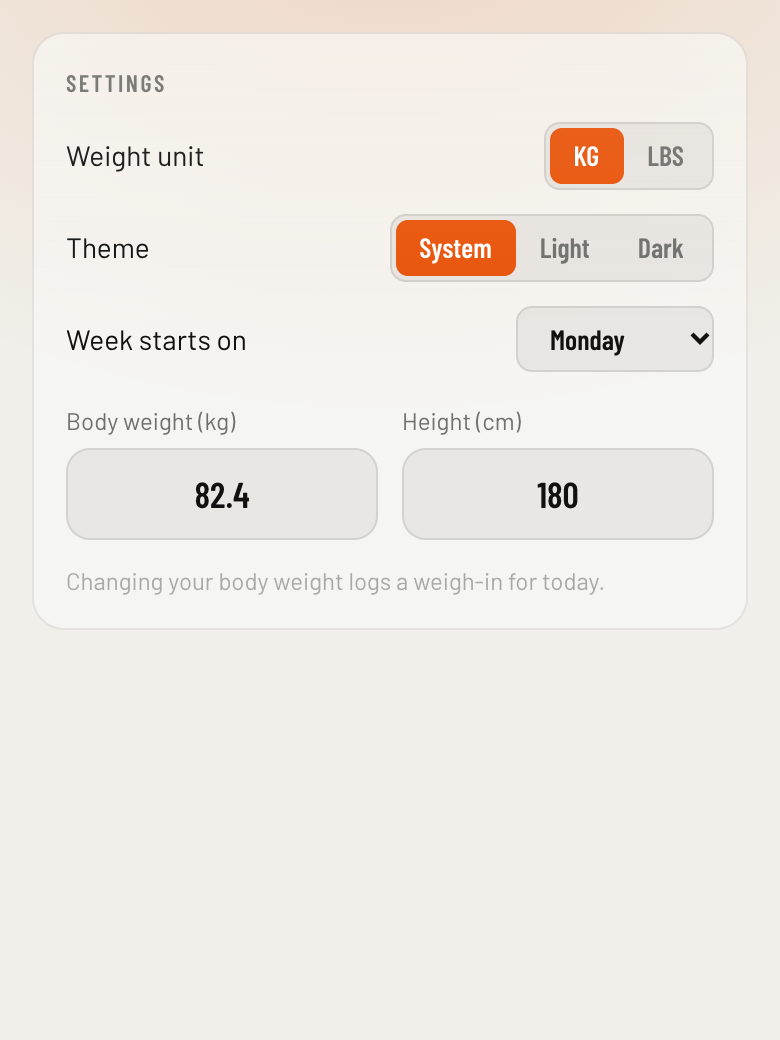 SETTINGS
Weight unit
KG LBS
Theme
System Light Dark
Week starts on
Monday
Body weight (kg)
Height (cm)
82.4
180
Changing your body weight logs a weigh-in for today.